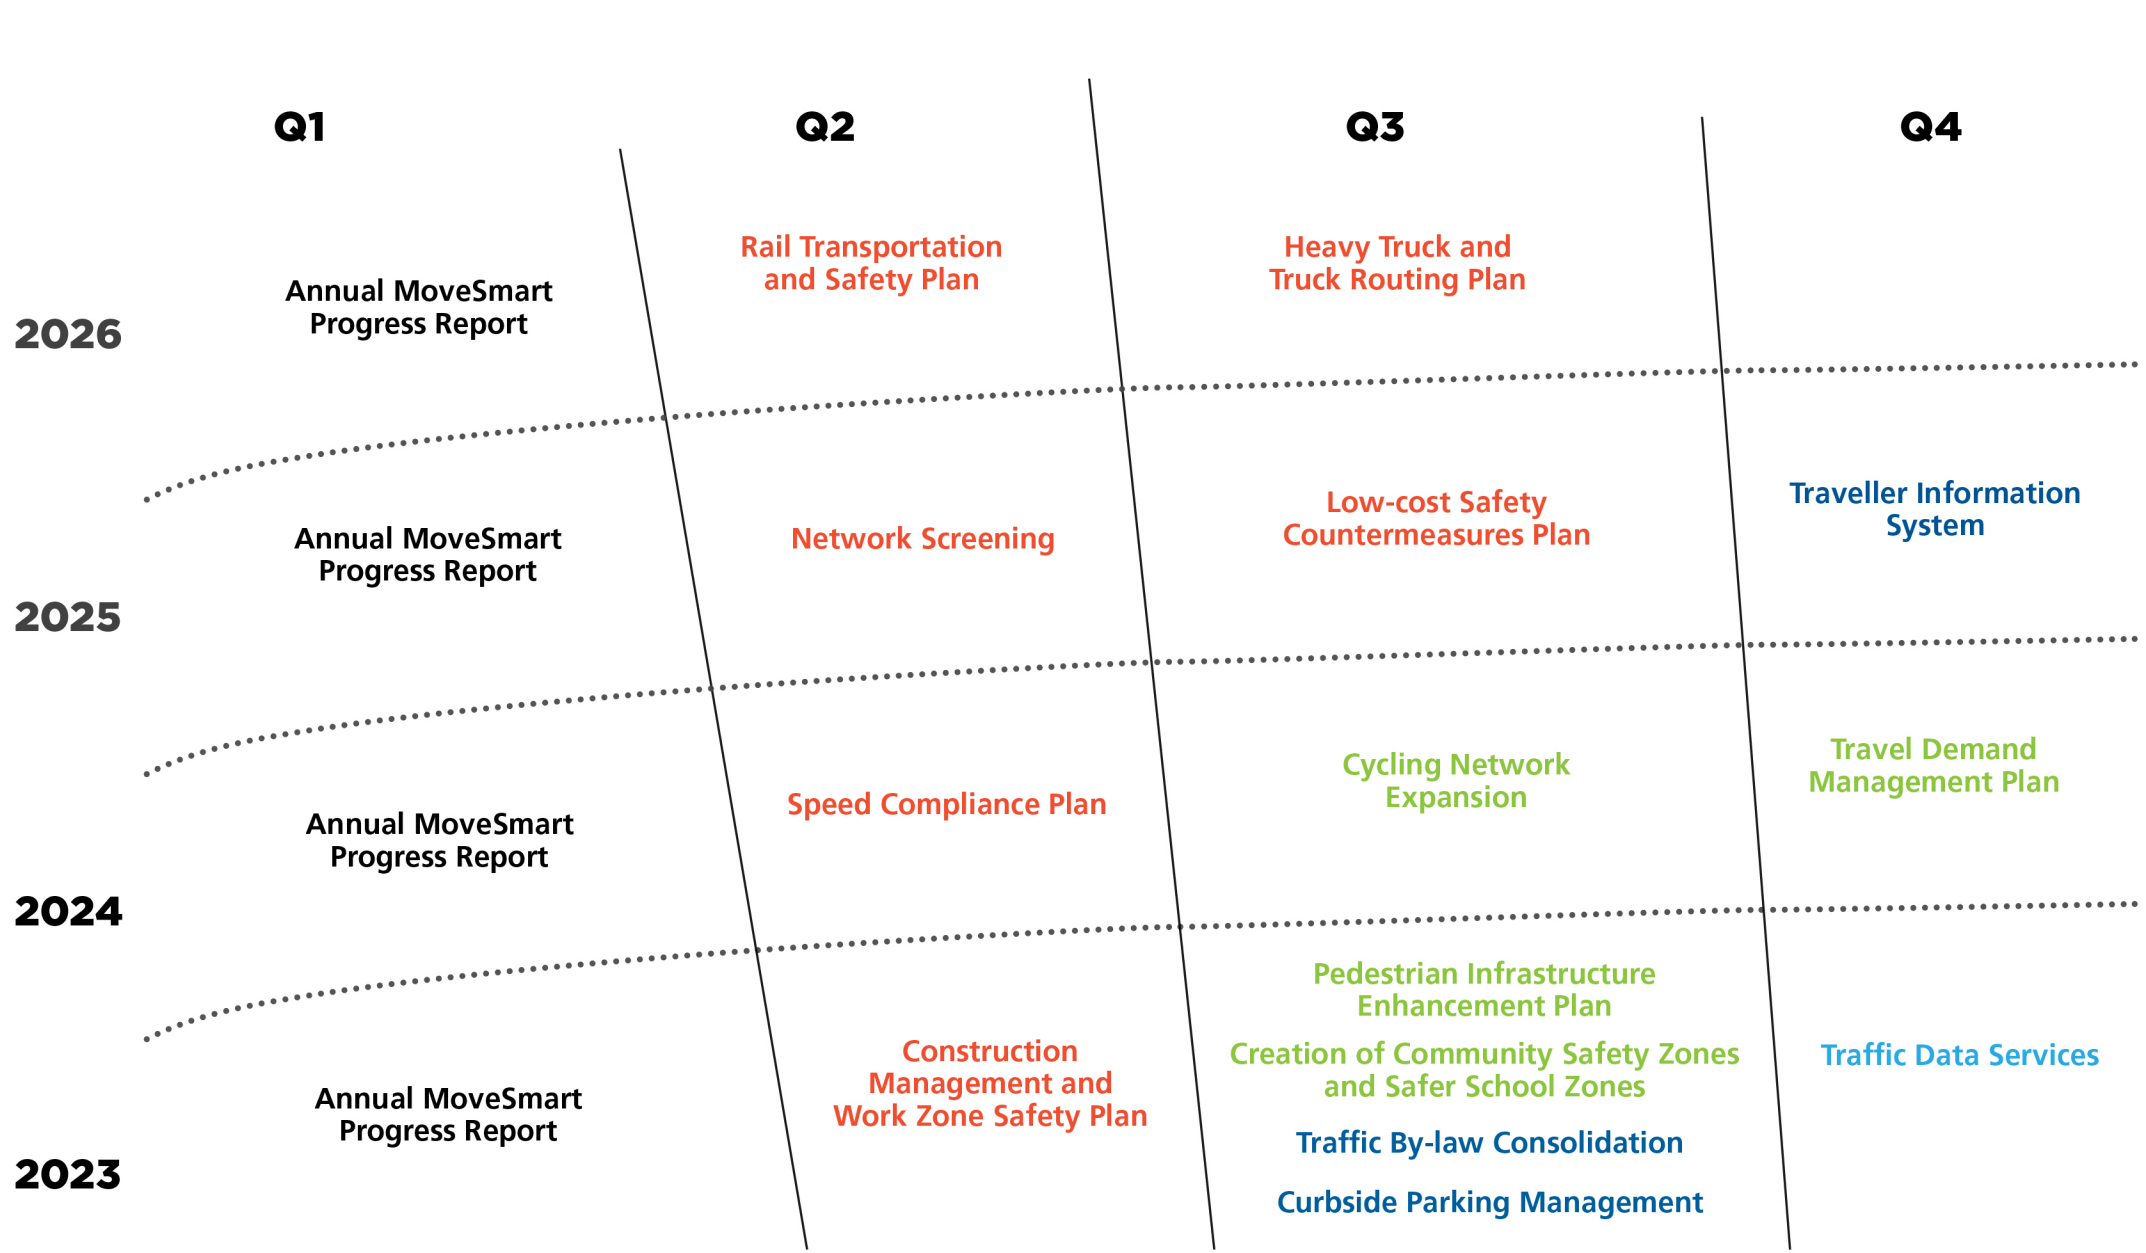 Q1
Q2
Q3
Q4
2026
Annual MoveSmart
Progress Report
Rail Transportation
and Safety Plan
Heavy Truck and
Truck Routing Plan
2025
Annual MoveSmart
Progress Report
Network Screening
Low-cost Safety
Countermeasures Plan
Traveller Information
System
2024
Annual MoveSmart
Progress Report
Speed Compliance Plan
Cycling Network
Expansion
Travel Demand
Management Plan
2023
Annual MoveSmart
Progress Report
Construction
Management and
Work Zone Safety Plan
Pedestrian Infrastructure
Enhancement Plan
Creation of Community Safety Zones
and Safer School Zones
Traffic By-law Consolidation
Curbside Parking Management
Traffic Data Services